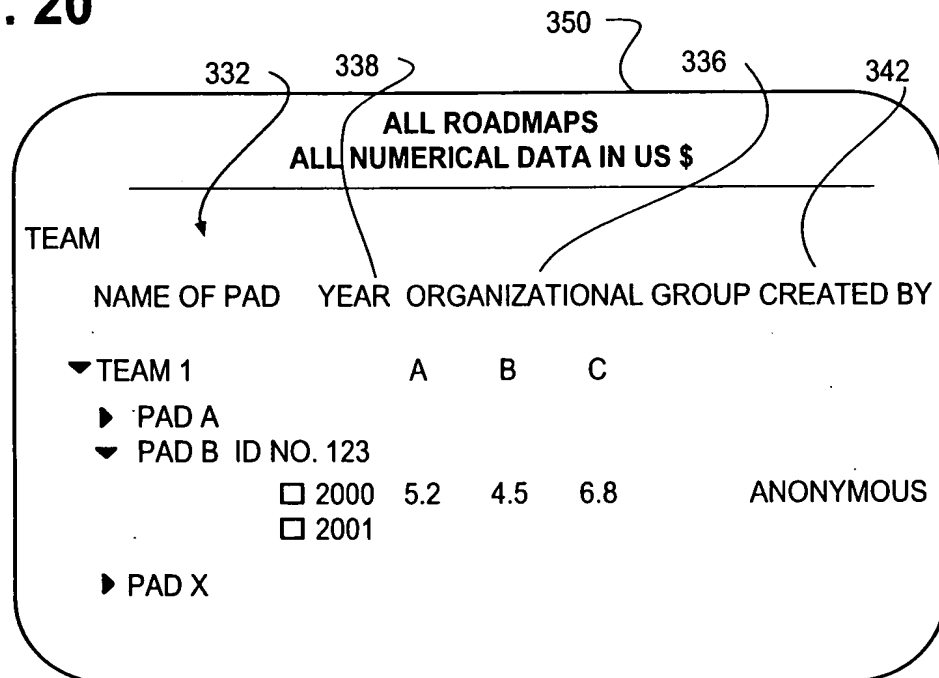 . 20
350
332 338 336 342
ALL ROADMAPS
ALL NUMERICAL DATA IN US $
TEAM
NAME OF PAD YEAR ORGANIZATIONAL GROUP CREATED BY
TEAM 1 A B C
PAD A
PAD B ID NO. 123
2000 5.2 4.5 6.8 ANONYMOUS
2001
PAD X